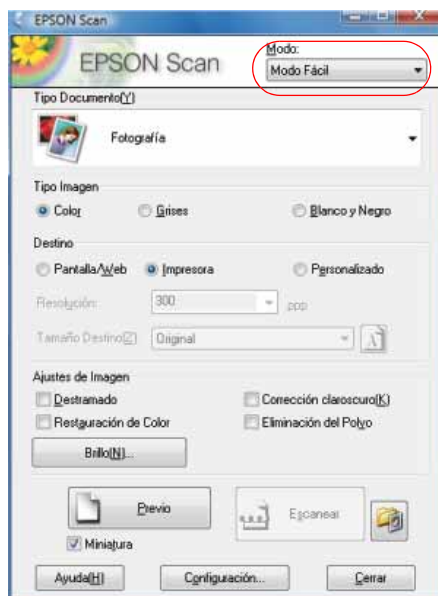 EPSON Scan
EPSON Scan
Modo:
Modo Fácil
Tipo Documento(Y)
Fotografía
Tipo Imagen
Color Grises Blanco y Negro
Destino
Pantalla/Web Impresora Personalizado
Resolución: 300 ppp
Tamaño Destino(Z) Original
Ajustes de Imagen
Destramado Corrección claroscuro(K)
Restauración de Color Eliminación del Polvo
Brillo(N)...
Previo Escanear
Miniatura
Ayuda(H) Configuración... Cerrar